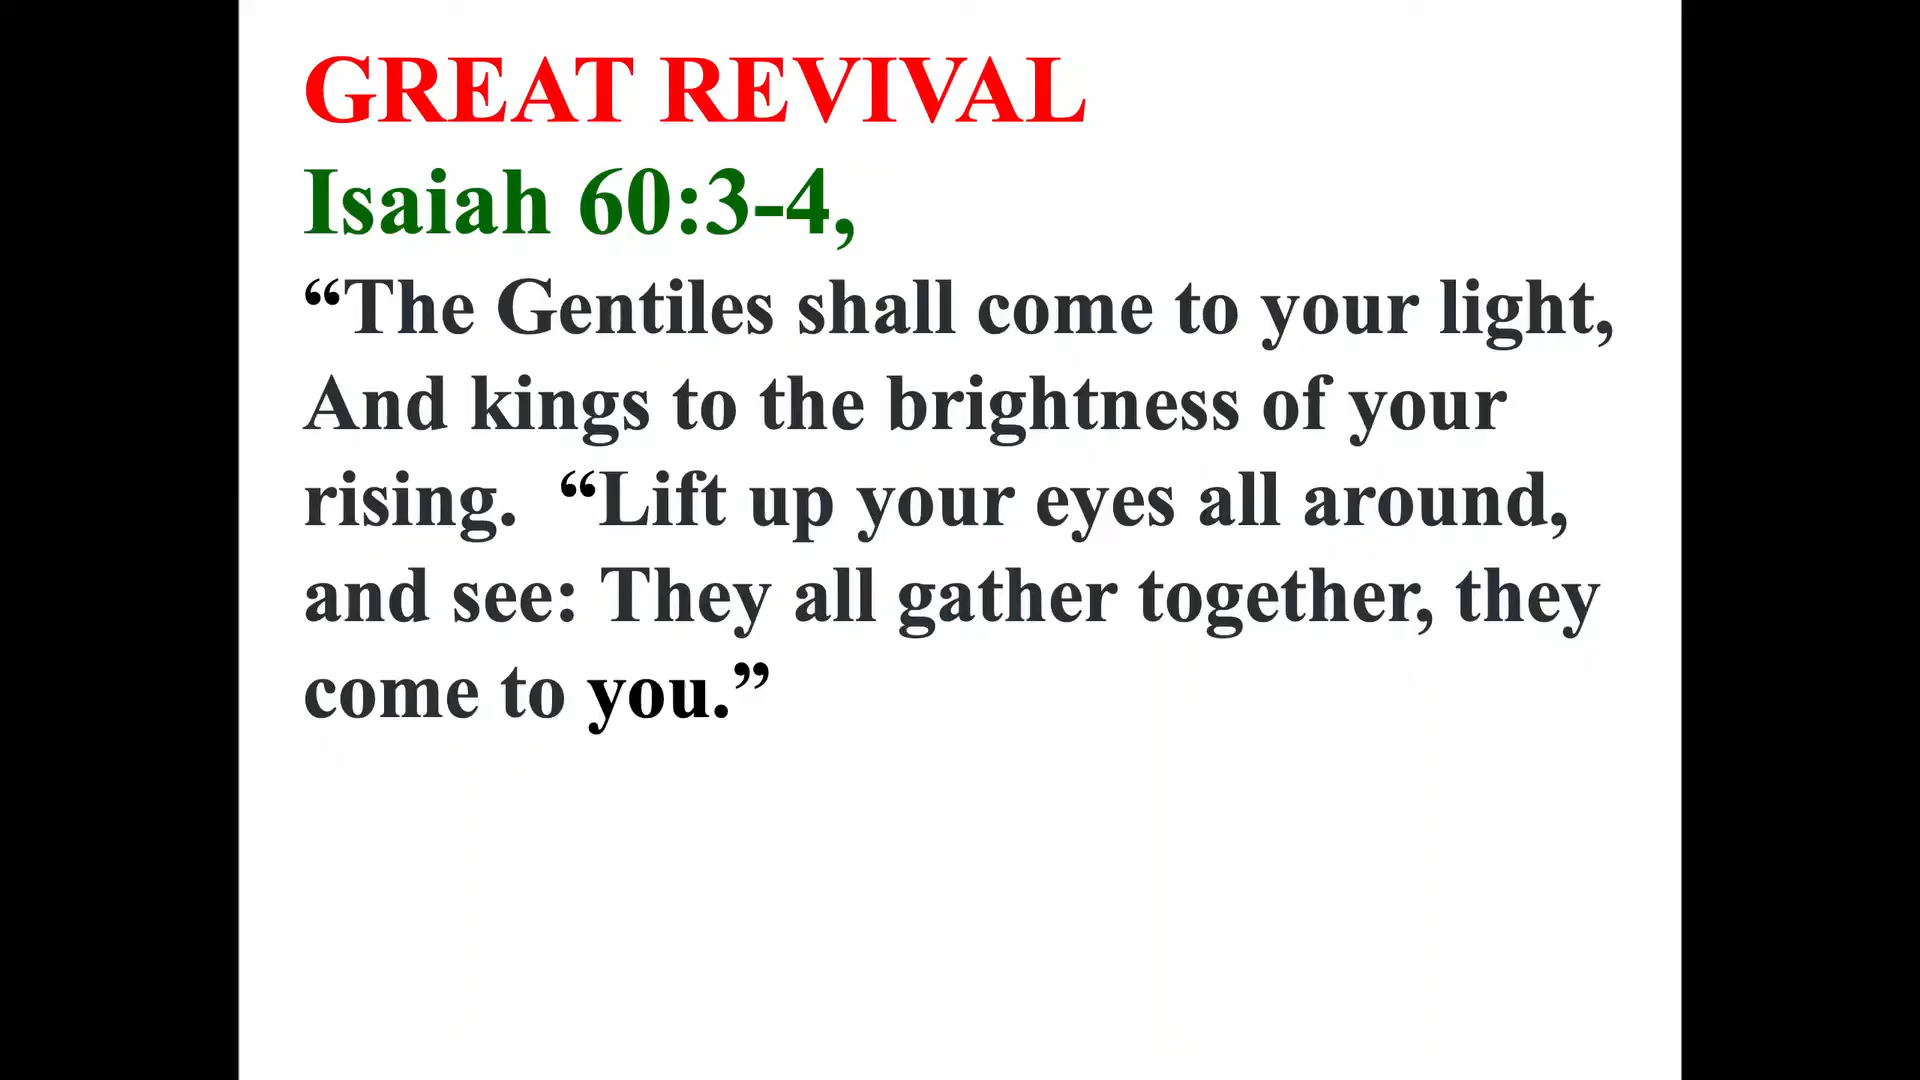 GREAT REVIVAL
Isaiah 60:3-4,
“The Gentiles shall come to your light,
And kings to the brightness of your
rising.  “Lift up your eyes all around,
and see: They all gather together, they
come to you.”